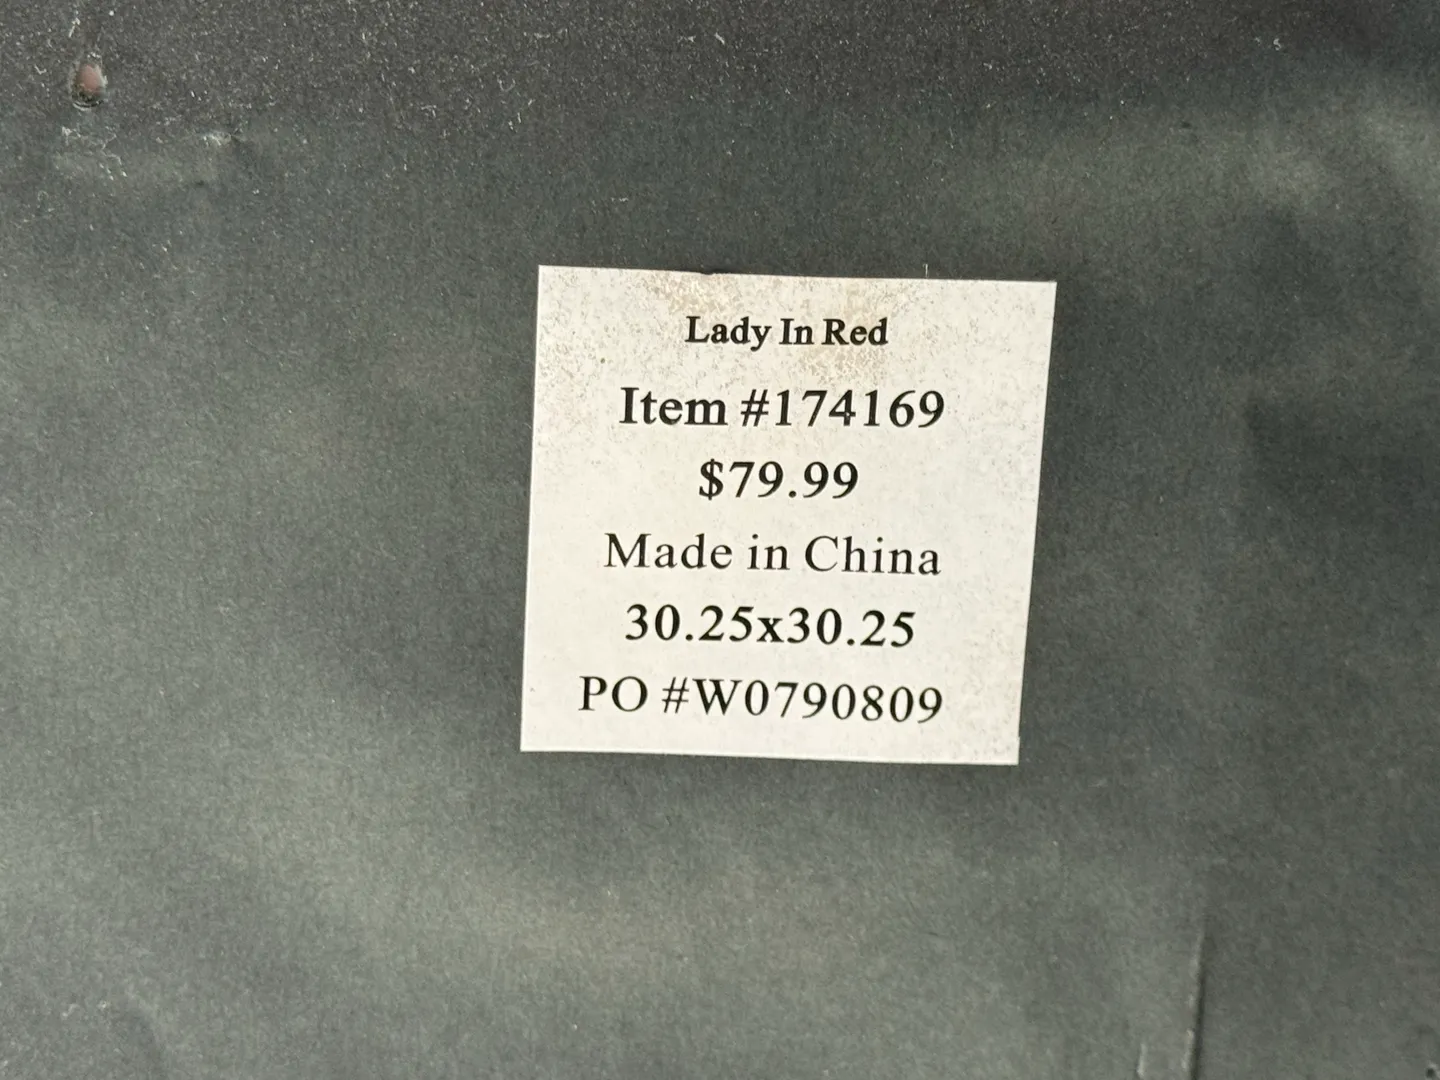 Lady In Red
Item #174169
$79.99
Made in China
30.25x30.25
PO #W0790809